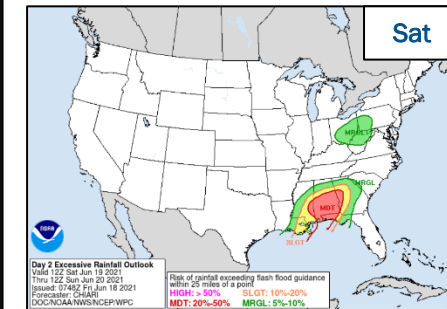 Sat
MRGL
MRGL
MDT
SLGT
NOAA
Day 2 Excessive Rainfall Outlook
Valid 12Z Sat Jun 19 2021
Thru 12Z Sun Jun 20 2021
Issued: 0748Z Fri Jun 18 2021
Forecaster: CHIARI
DOC/NOAA/NWS/NCEP/WPC
Risk of rainfall exceeding flash flood guidance
within 25 miles of a point
HIGH: > 50% SLGT: 10%-20%
MDT: 20%-50% MRGL: 5%-10%